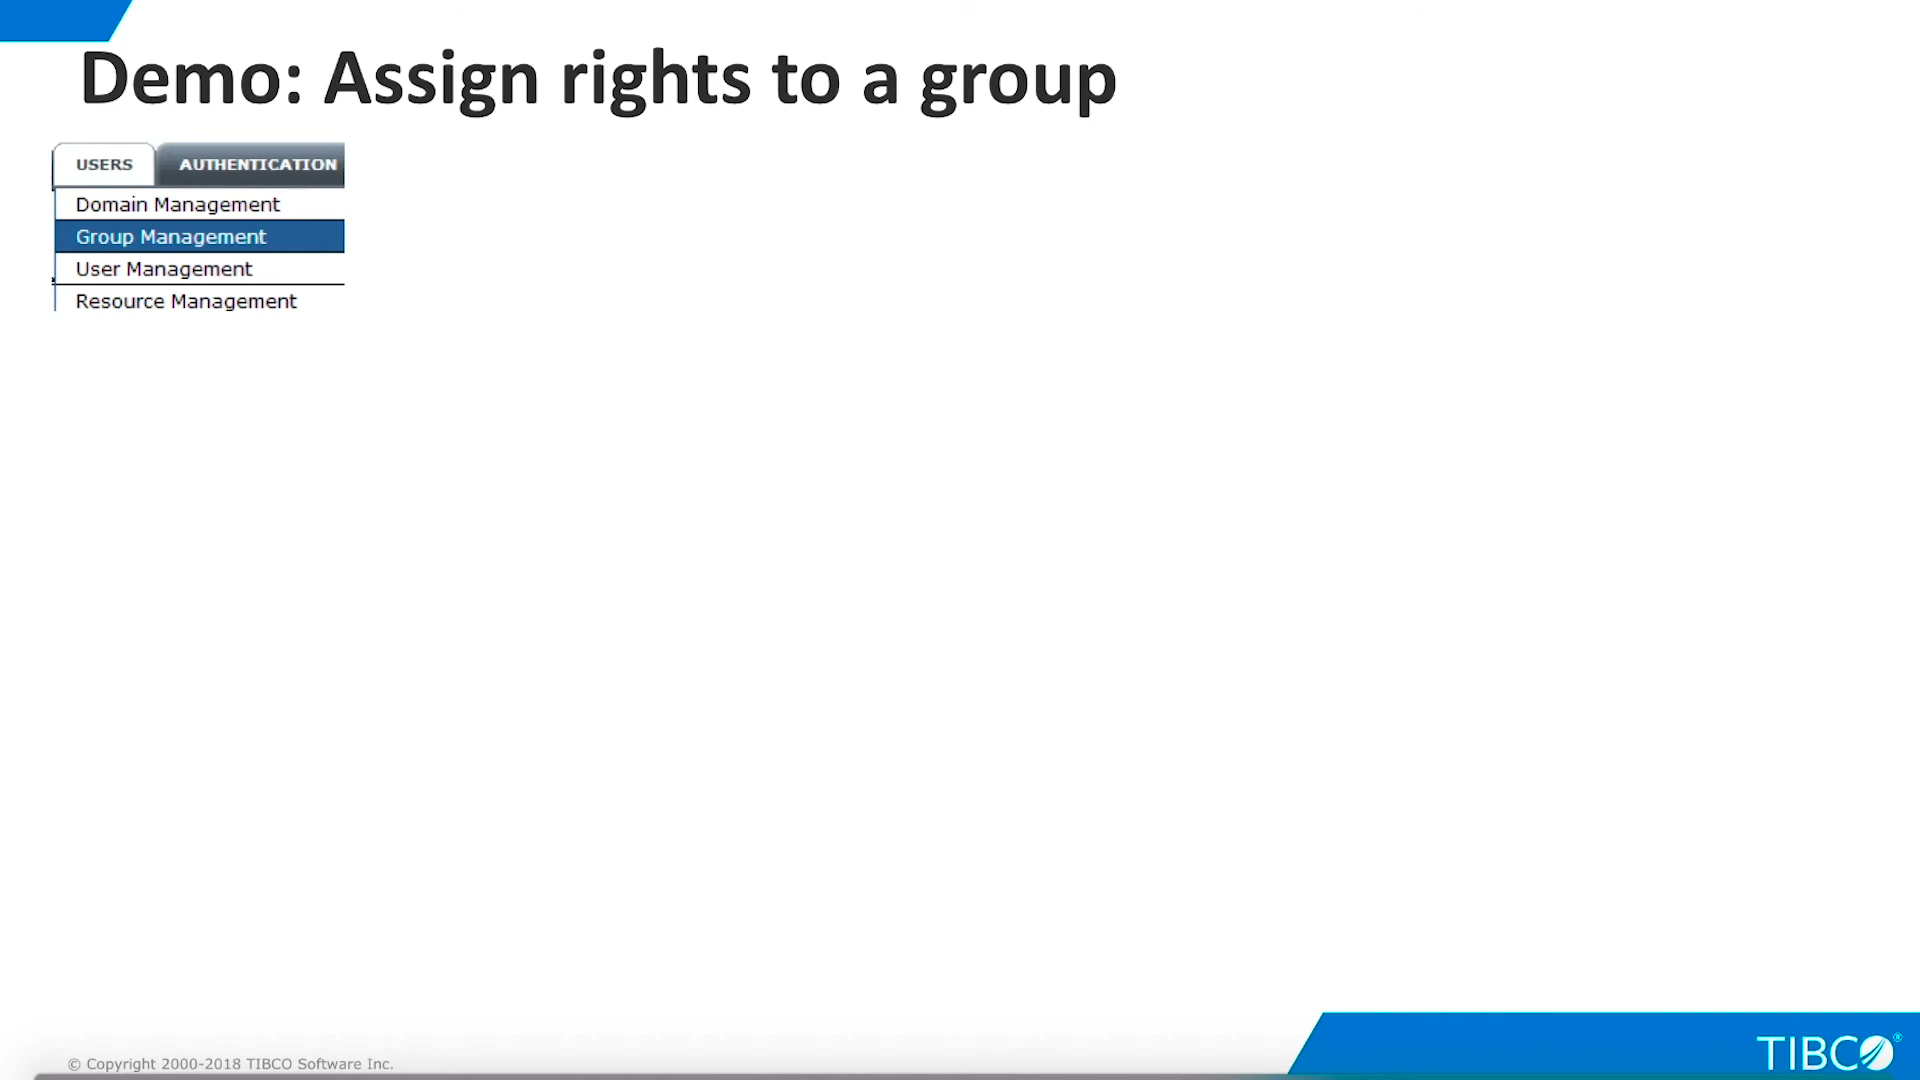 Demo: Assign rights to a group
USERS AUTHENTICATION
Domain Management
Group Management
User Management
Resource Management
© Copyright 2000-2018 TIBCO Software Inc.
TIBCO®